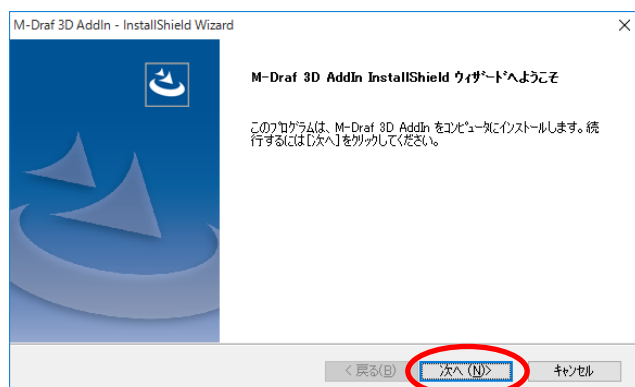 M-Draf 3D AddIn - InstallShield Wizard
M-Draf 3D AddIn InstallShield ウィザードへようこそ
このプログラムは、M-Draf 3D AddIn をコンピュータにインストールします。続
行するには［次へ］をクリックしてください。
< 戻る(B) 次へ (N)> キャンセル